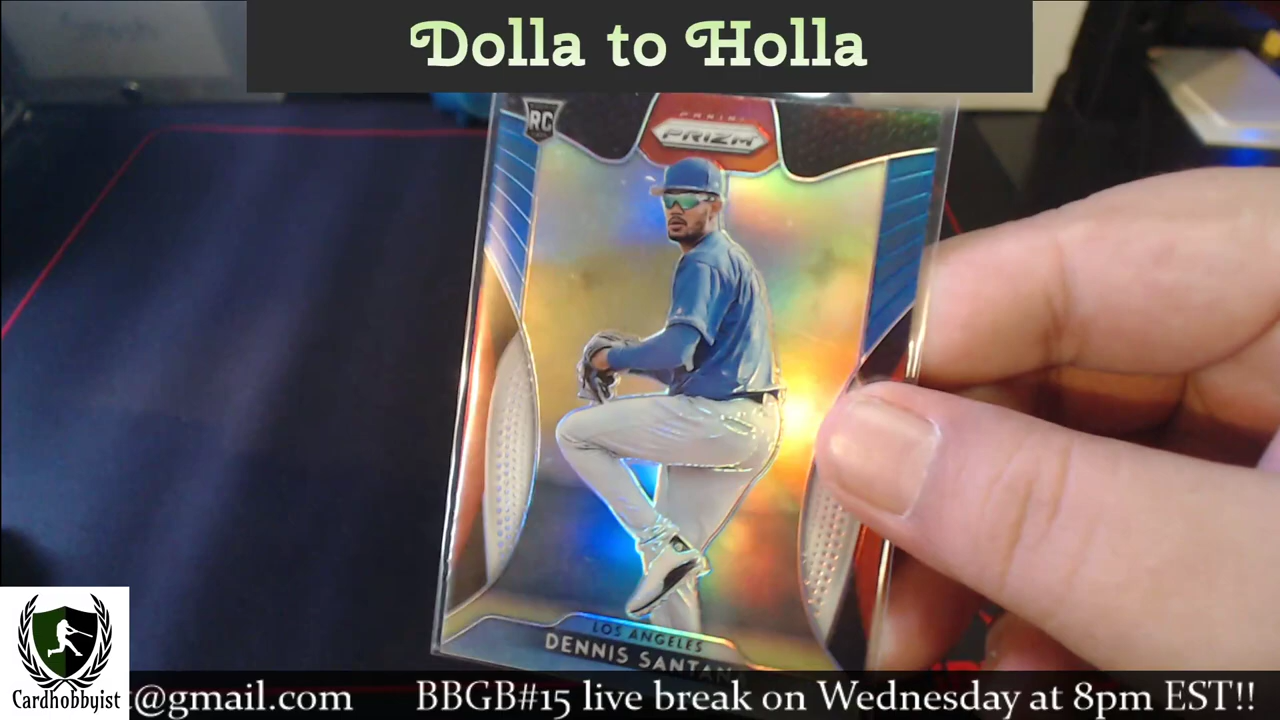 Dolla to Holla
RC
PANINI
PRIZM
LOS ANGELES
DENNIS SANTAN
Cardhobbyist
t@gmail.com BBGB#15 live break on Wednesday at 8pm EST!!